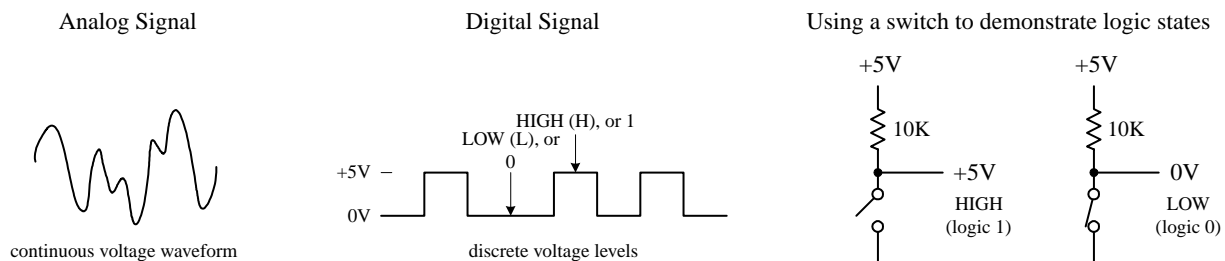 Analog Signal
Digital Signal
Using a switch to demonstrate logic states
+5V
+5V
HIGH (H), or 1
LOW (L), or
0
10K
10K
+5V
0V
+5V
0V
HIGH
(logic 1)
LOW
(logic 0)
continuous voltage waveform
discrete voltage levels